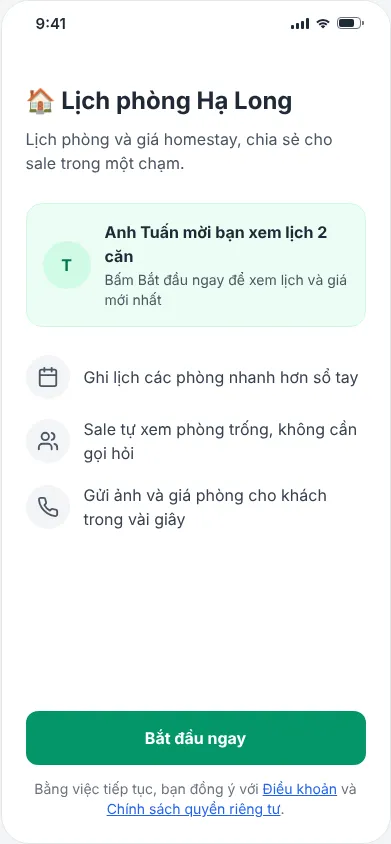 9:41
🏠 Lịch phòng Hạ Long
Lịch phòng và giá homestay, chia sẻ cho
sale trong một chạm.
T
Anh Tuấn mời bạn xem lịch 2
căn
Bấm Bắt đầu ngay để xem lịch và giá
mới nhất
Ghi lịch các phòng nhanh hơn sổ tay
Sale tự xem phòng trống, không cần
gọi hỏi
Gửi ảnh và giá phòng cho khách
trong vài giây
Bắt đầu ngay
Bằng việc tiếp tục, bạn đồng ý với Điều khoản và
Chính sách quyền riêng tư.